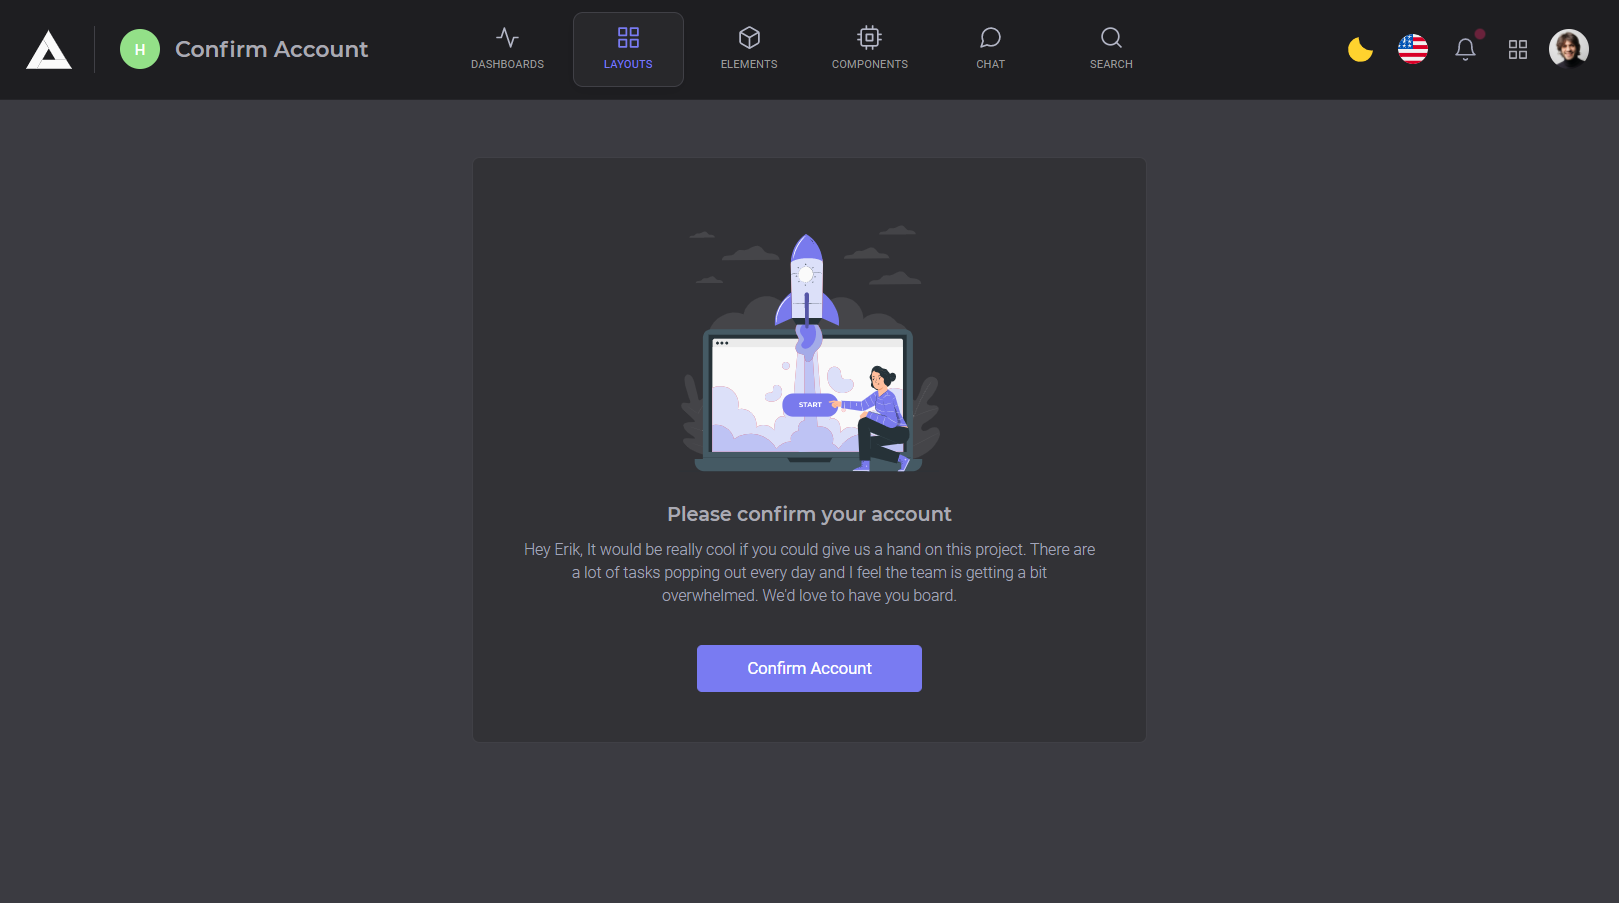 H
Confirm Account
DASHBOARDS
LAYOUTS
ELEMENTS
COMPONENTS
CHAT
SEARCH
START
Please confirm your account
Hey Erik, It would be really cool if you could give us a hand on this project. There are
a lot of tasks popping out every day and I feel the team is getting a bit
overwhelmed. We'd love to have you board.
Confirm Account